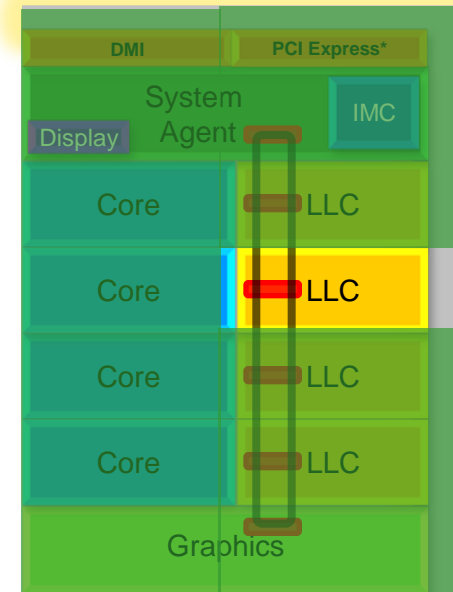 DMI PCI Express*
System
Agent
IMC
Display
Core LLC
Core LLC
Core LLC
Core LLC
Graphics